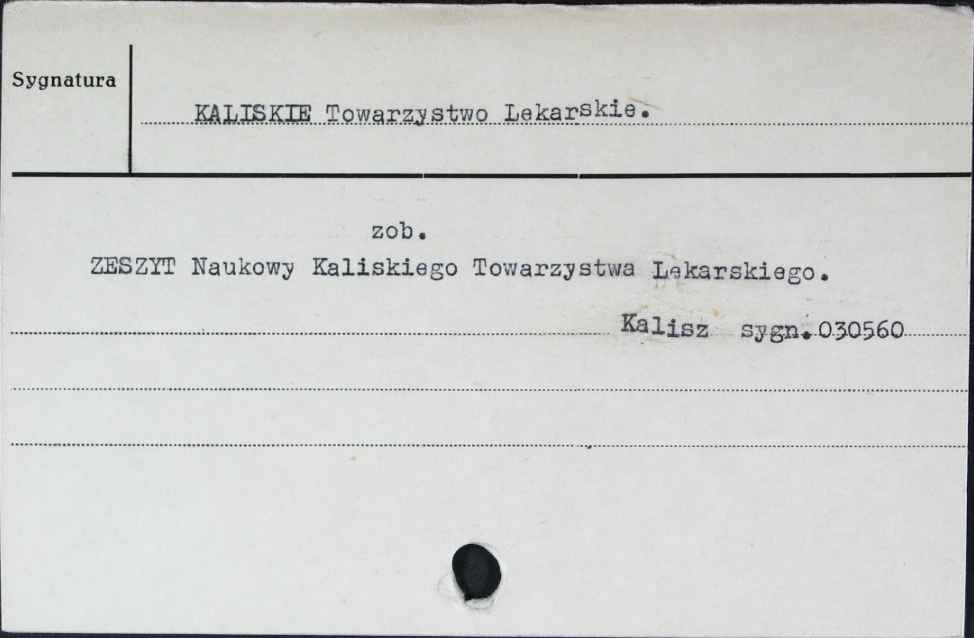 Sygnatura
KALISKIE Towarzystwo Lekarskie.
zob.
ZESZYT Naukowy Kaliskiego Towarzystwa Lekarskiego.
Kalisz sygn. 030560